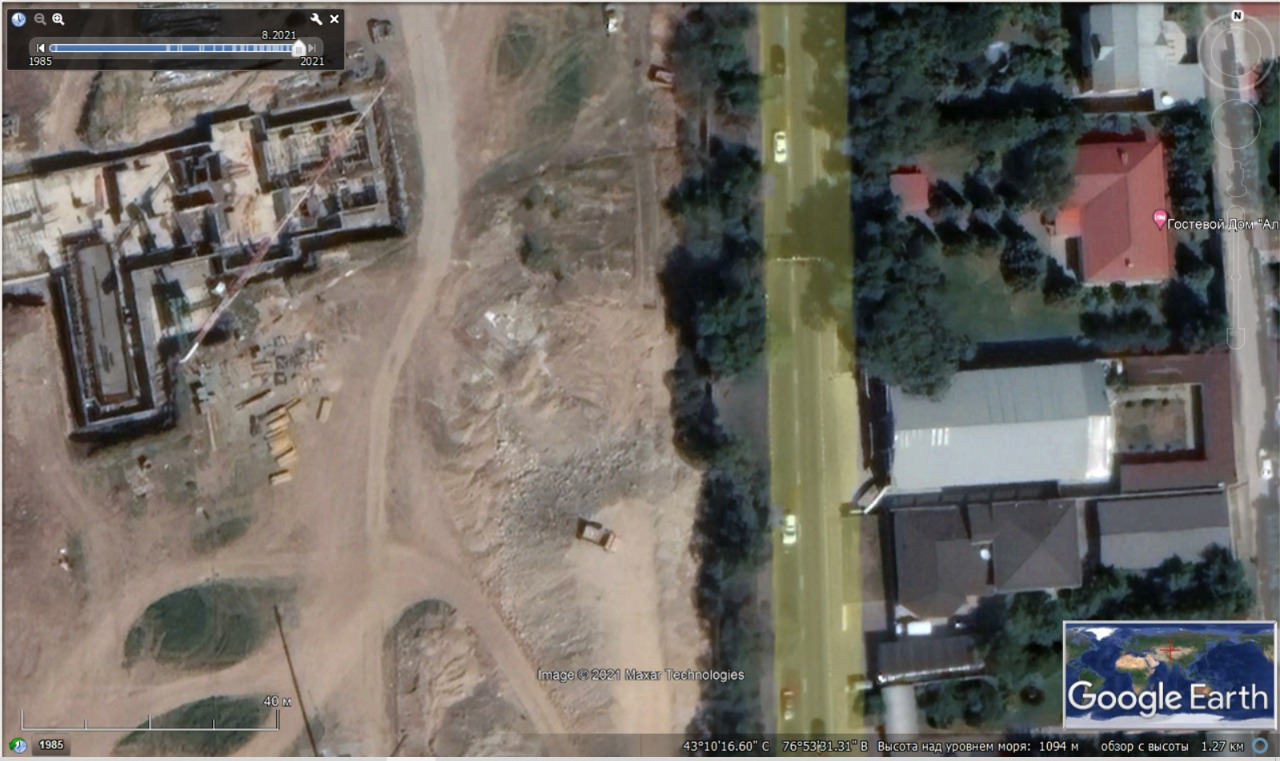 8.2021
1985
2021
N
Гостевой Дом "Ал
Image © 2021 Maxar Technologies
40 м
Google Earth
1985
43°10'16.60" С 76°53'31.31" В Высота над уровнем моря: 1094 м обзор с высоты 1.27 км